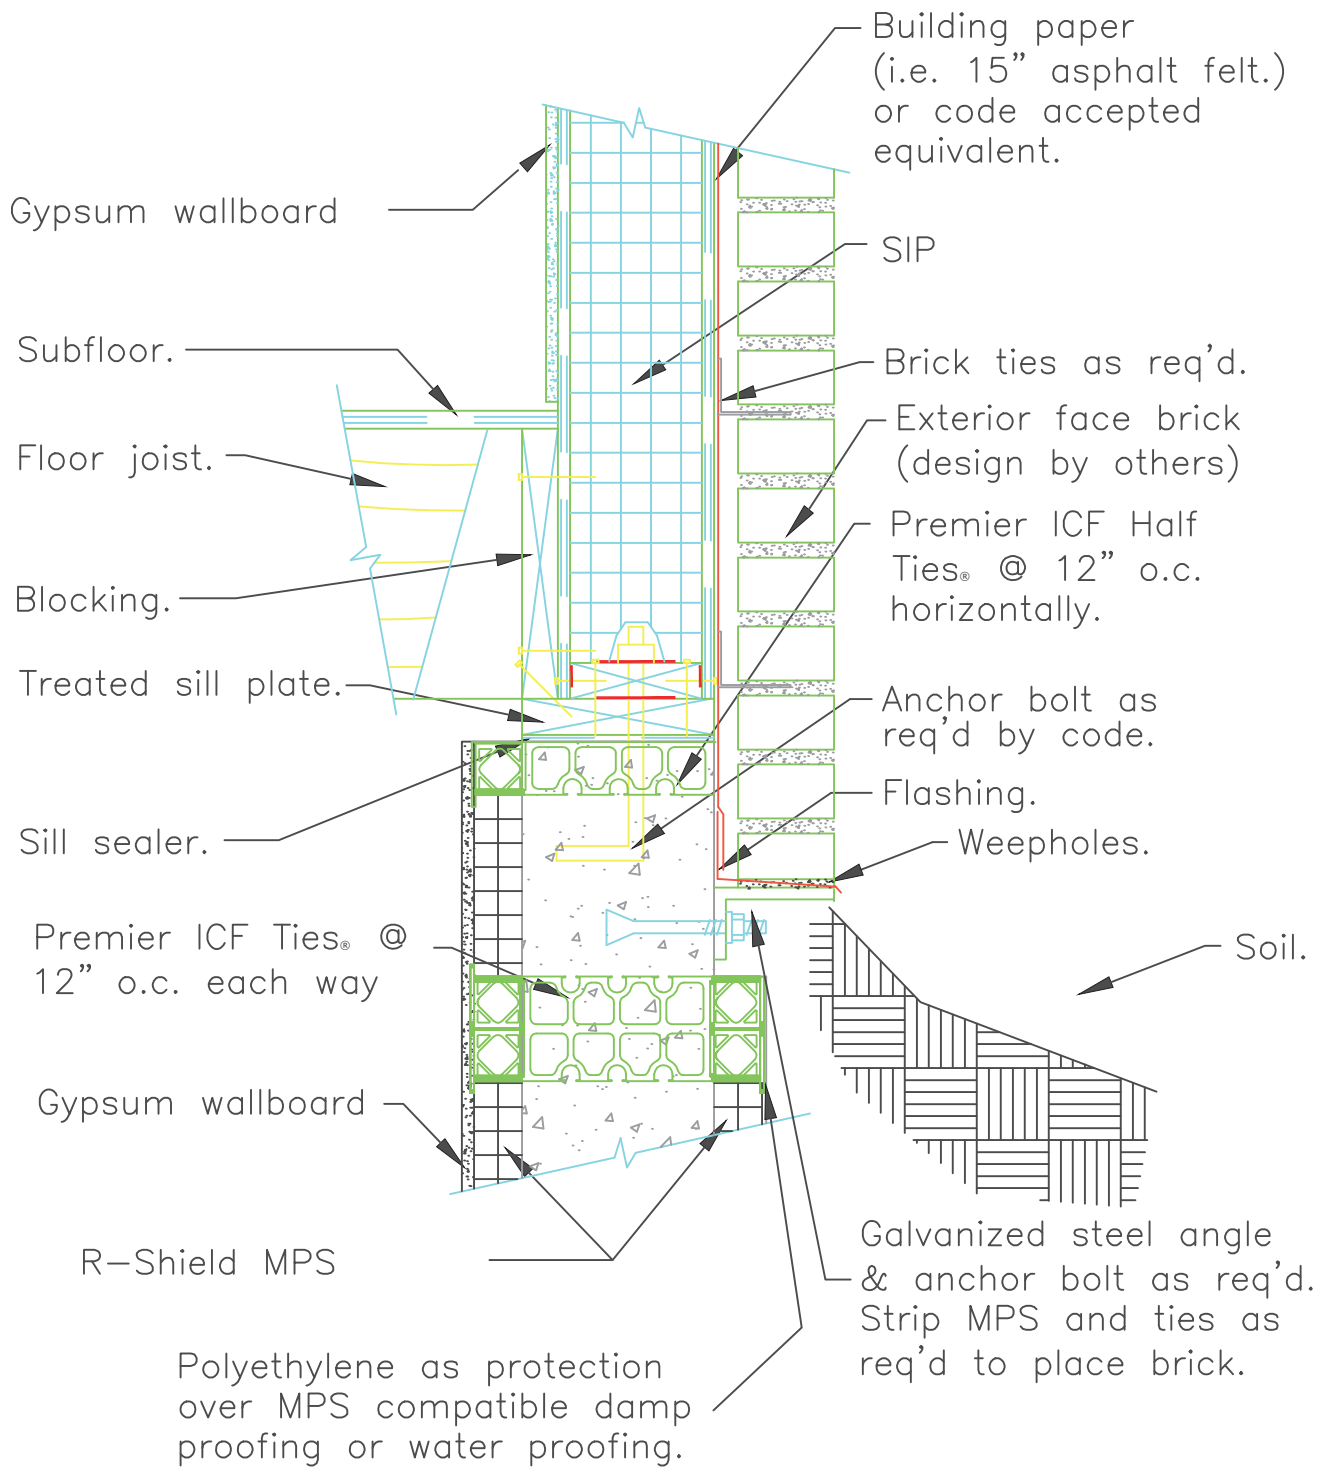 Building paper
(i.e. 15” asphalt felt.)
or code accepted
equivalent.
Gypsum wallboard
SIP
Subfloor.
Brick ties as req’d.
Exterior face brick
(design by others)
Floor joist.
Premier ICF Half
Ties® @ 12” o.c.
horizontally.
Blocking.
Treated sill plate.
Anchor bolt as
req’d by code.
Flashing.
Sill sealer.
Weepholes.
Premier ICF Ties® @
12” o.c. each way
Soil.
Gypsum wallboard
R-Shield MPS
Galvanized steel angle
& anchor bolt as req’d.
Strip MPS and ties as
req’d to place brick.
Polyethylene as protection
over MPS compatible damp
proofing or water proofing.